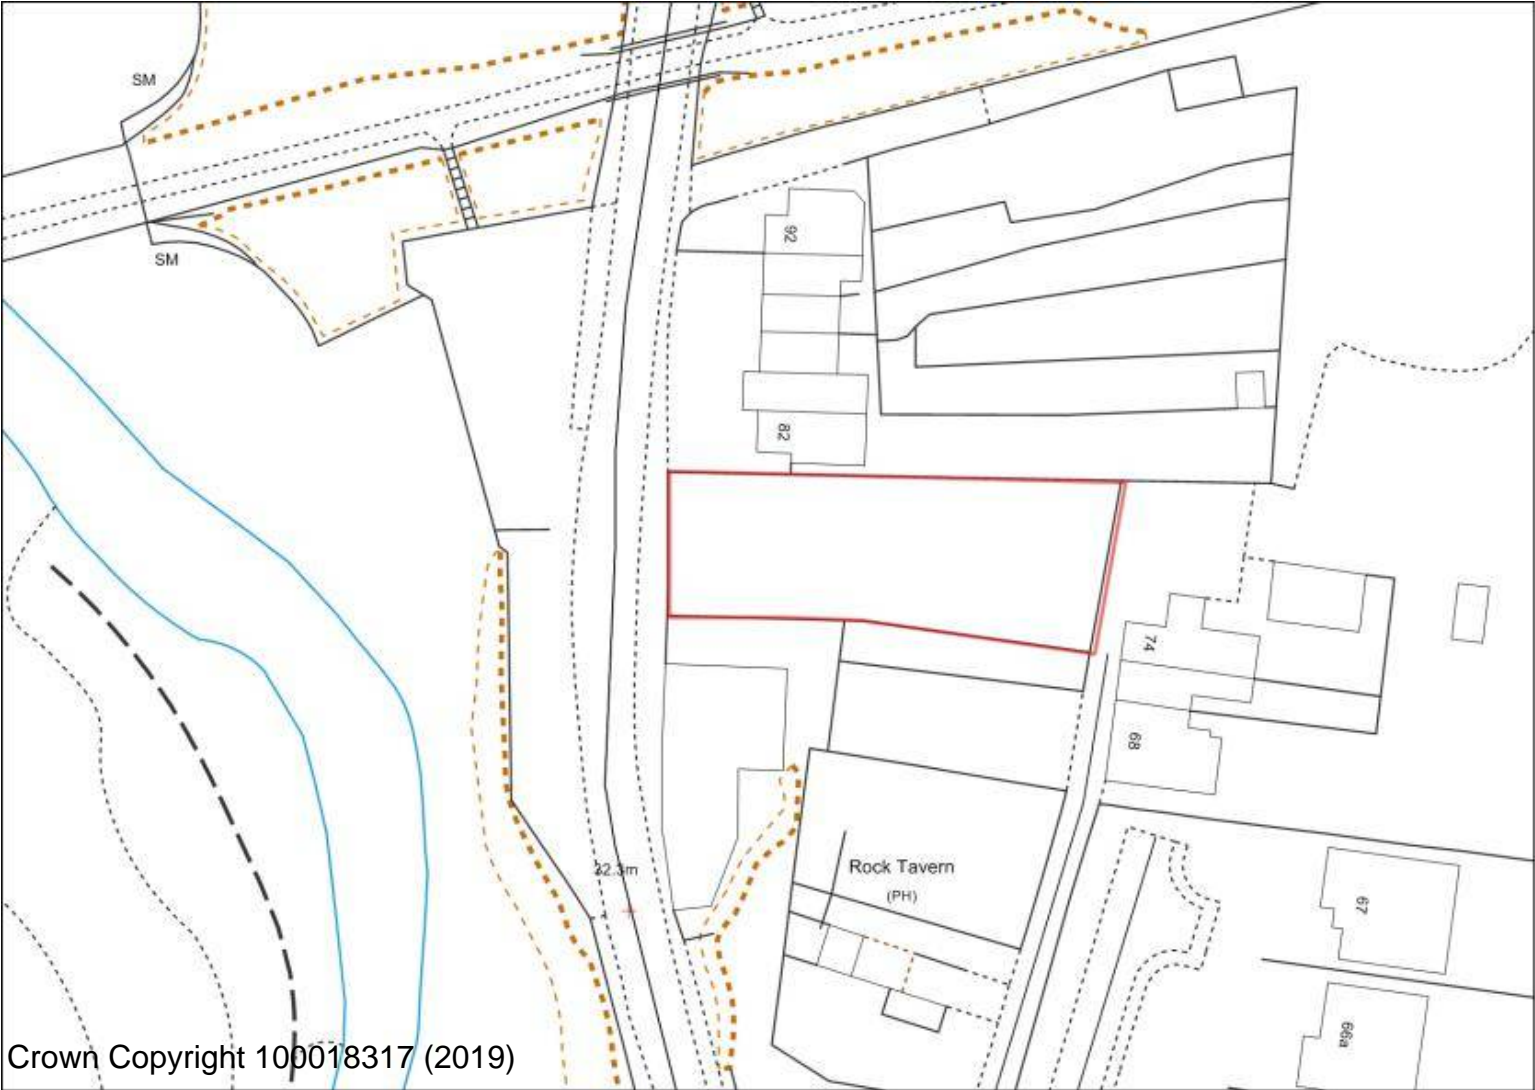 SM
92
SM
82
74
68
32.3m
Rock Tavern
(PH)
67
66a
Crown Copyright 100018317 (2019)